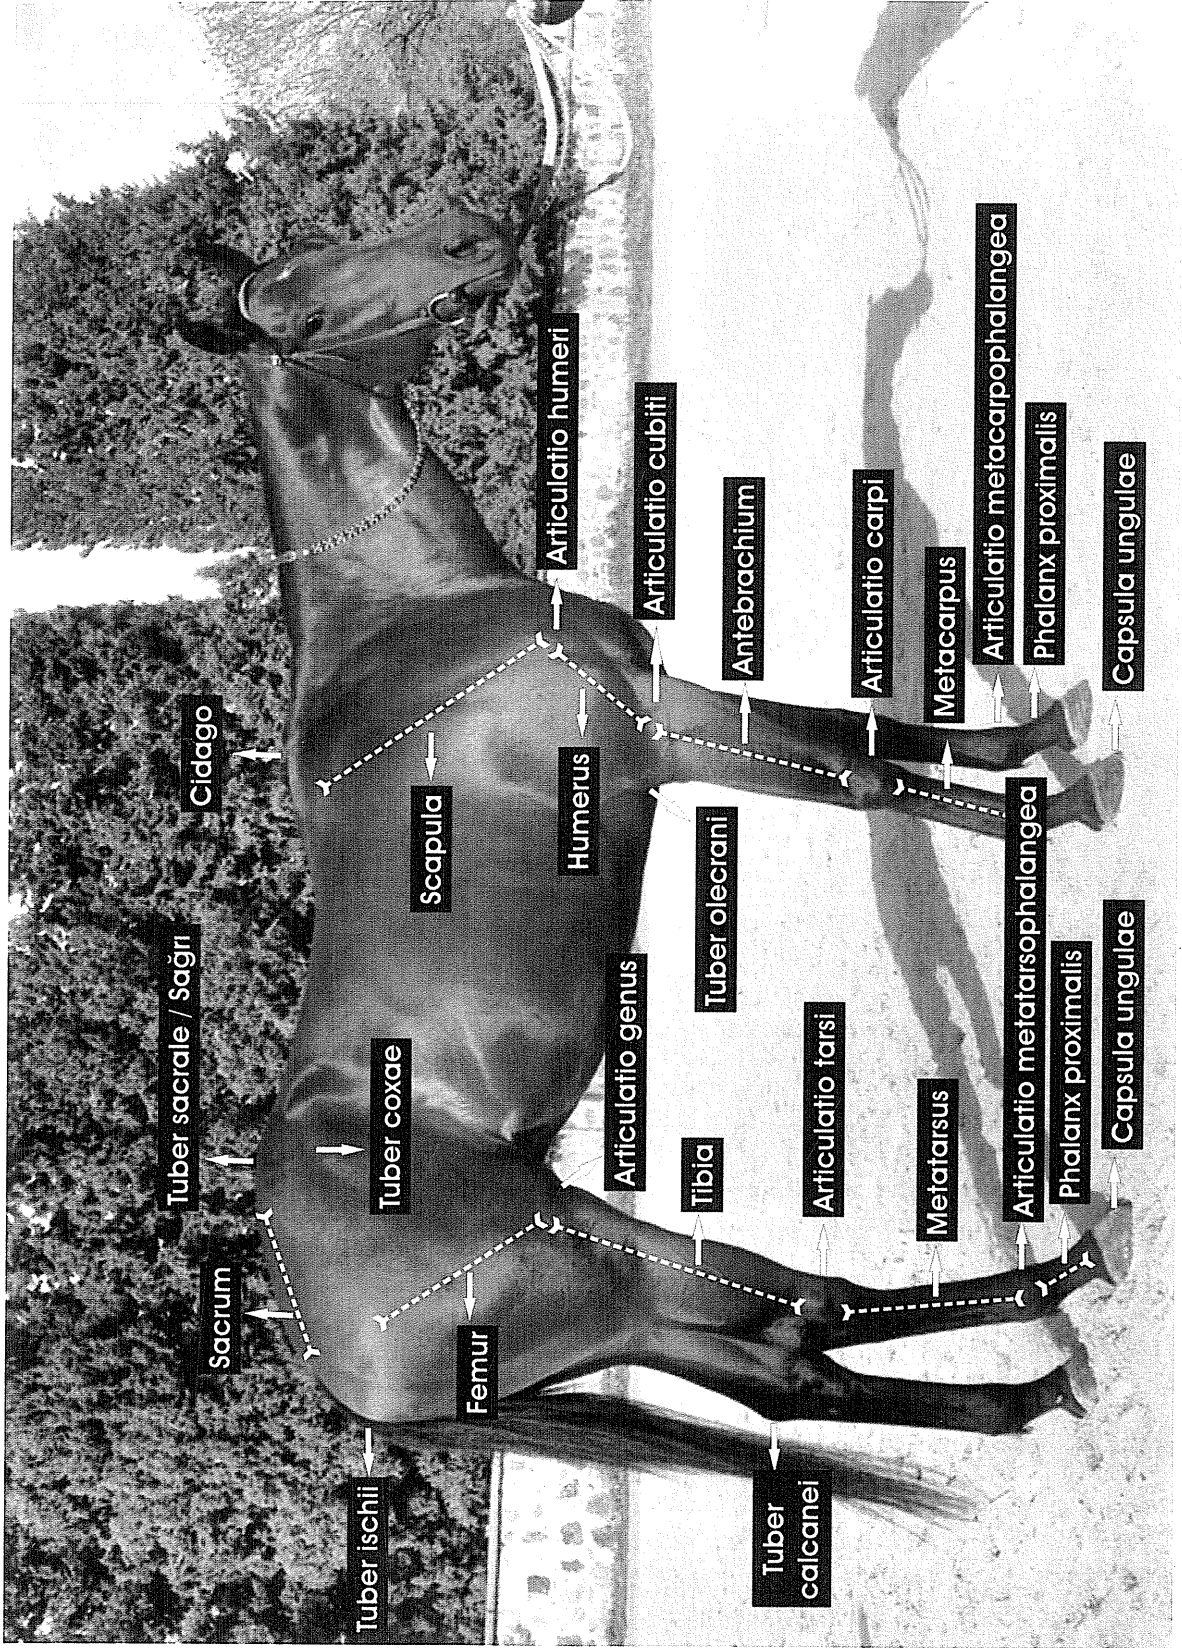 Tuber sacrale / Sağrı
Cidago
Sacrum
Tuber ischii
Tuber coxae
Scapula
Femur
Articulatio humeri
Humerus
Articulatio genus
Articulatio cubiti
Tibia
Tuber olecrani
Antebrachium
Tuber
calcanei
Articulatio tarsi
Articulatio carpi
Metatarsus
Metacarpus
Articulatio metacarpophalangea
Articulatio metatarsophalangea
Phalanx proximalis
Phalanx proximalis
Capsula ungulae
Capsula ungulae